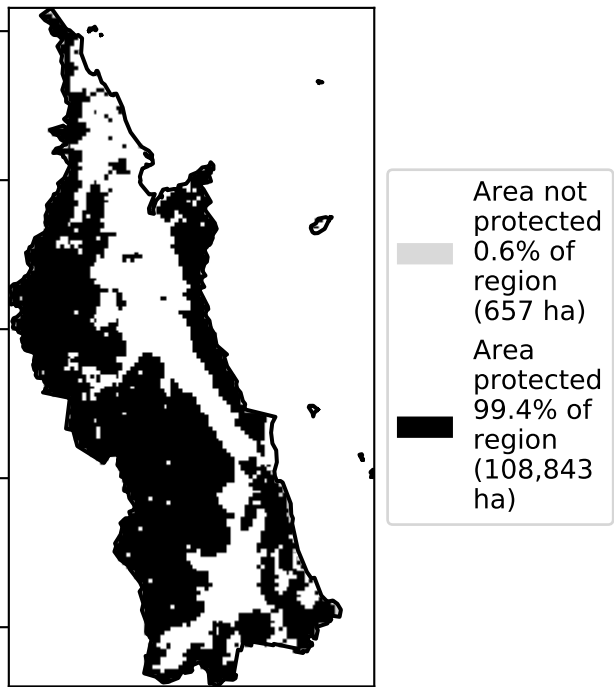 Area not
protected
0.6% of
region
(657 ha)
Area
protected
99.4% of
region
(108,843
ha)